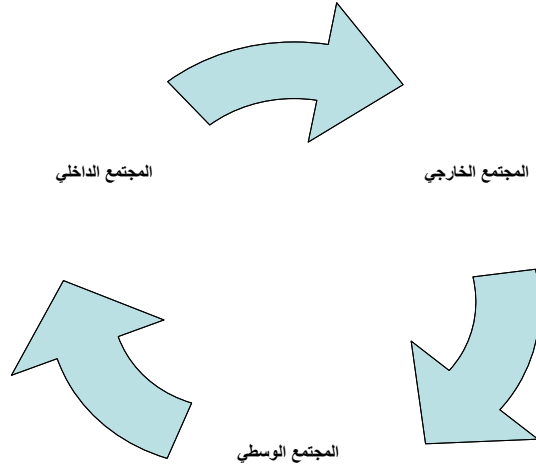 المجتمع الخارجي
المجتمع الداخلي
المجتمع الوسطي